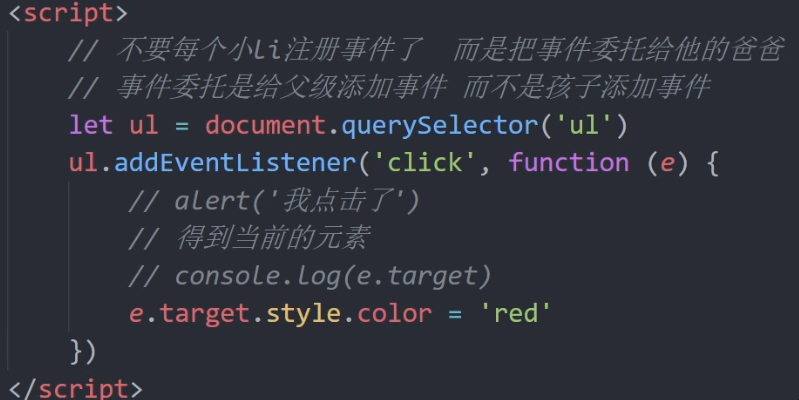 <script>
// 不要每个小li注册事件了  而是把事件委托给他的爸爸
// 事件委托是给父级添加事件 而不是孩子添加事件
let ul = document.querySelector('ul')
ul.addEventListener('click', function (e) {
// alert('我点击了')
// 得到当前的元素
// console.log(e.target)
e.target.style.color = 'red'
})
</script>